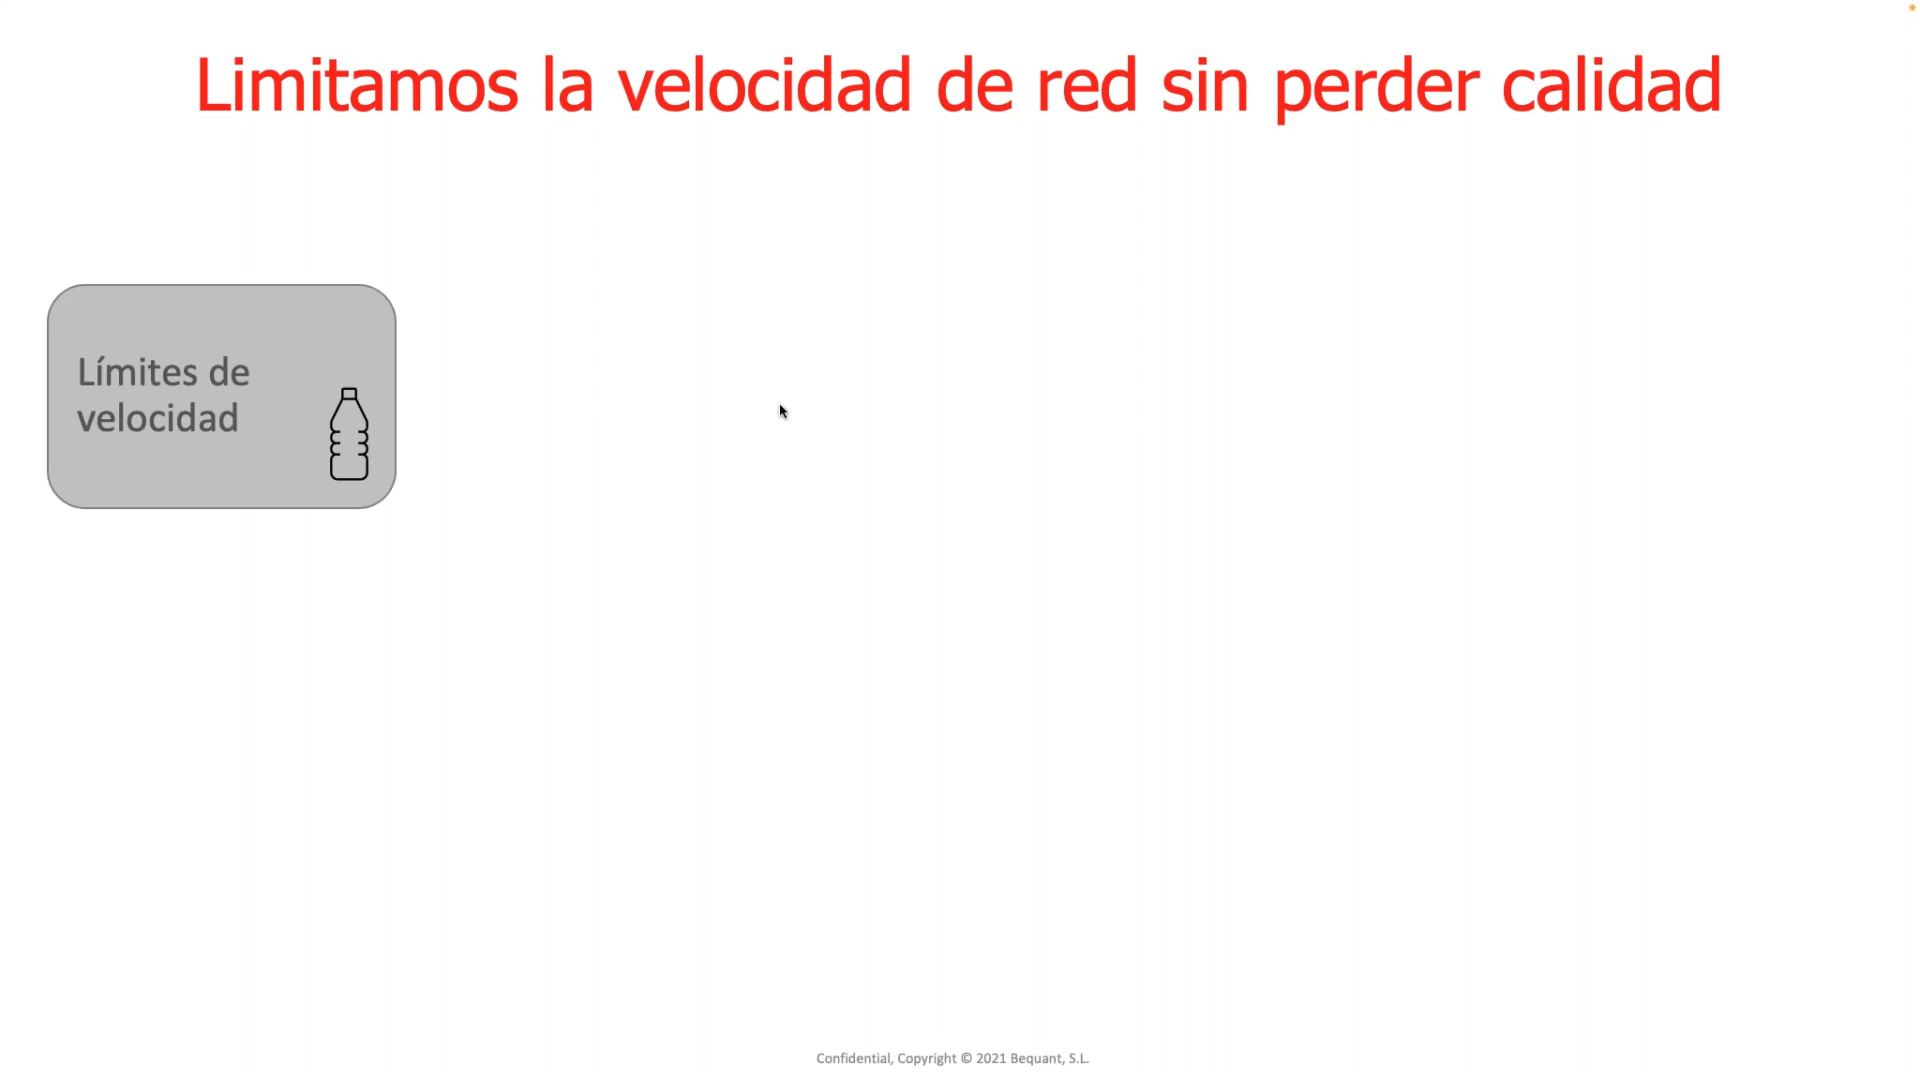 Limitamos la velocidad de red sin perder calidad
Límites de
velocidad
Confidential, Copyright © 2021 Bequant, S.L.